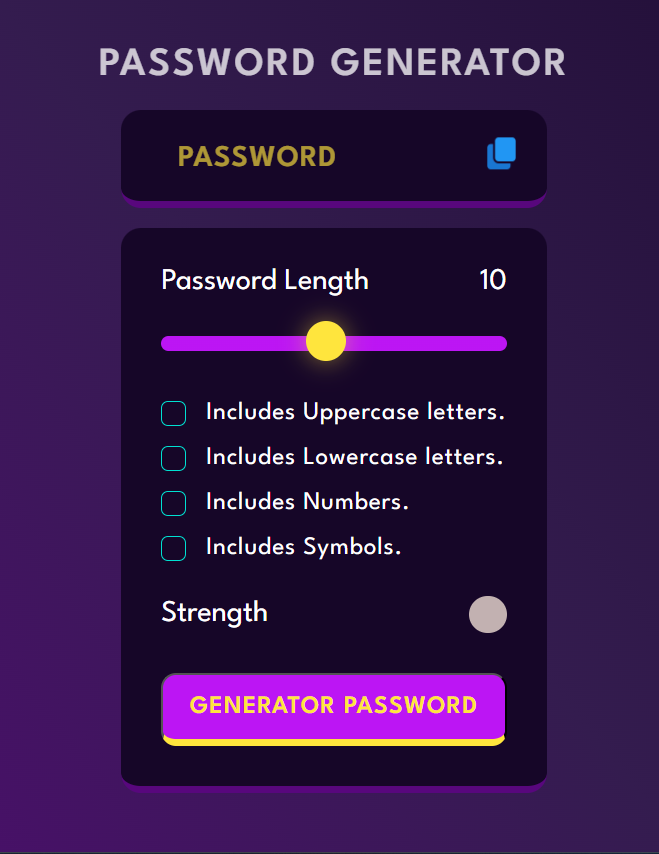 PASSWORD GENERATOR
PASSWORD
Password Length 10
Includes Uppercase letters.
Includes Lowercase letters.
Includes Numbers.
Includes Symbols.
Strength
GENERATOR PASSWORD